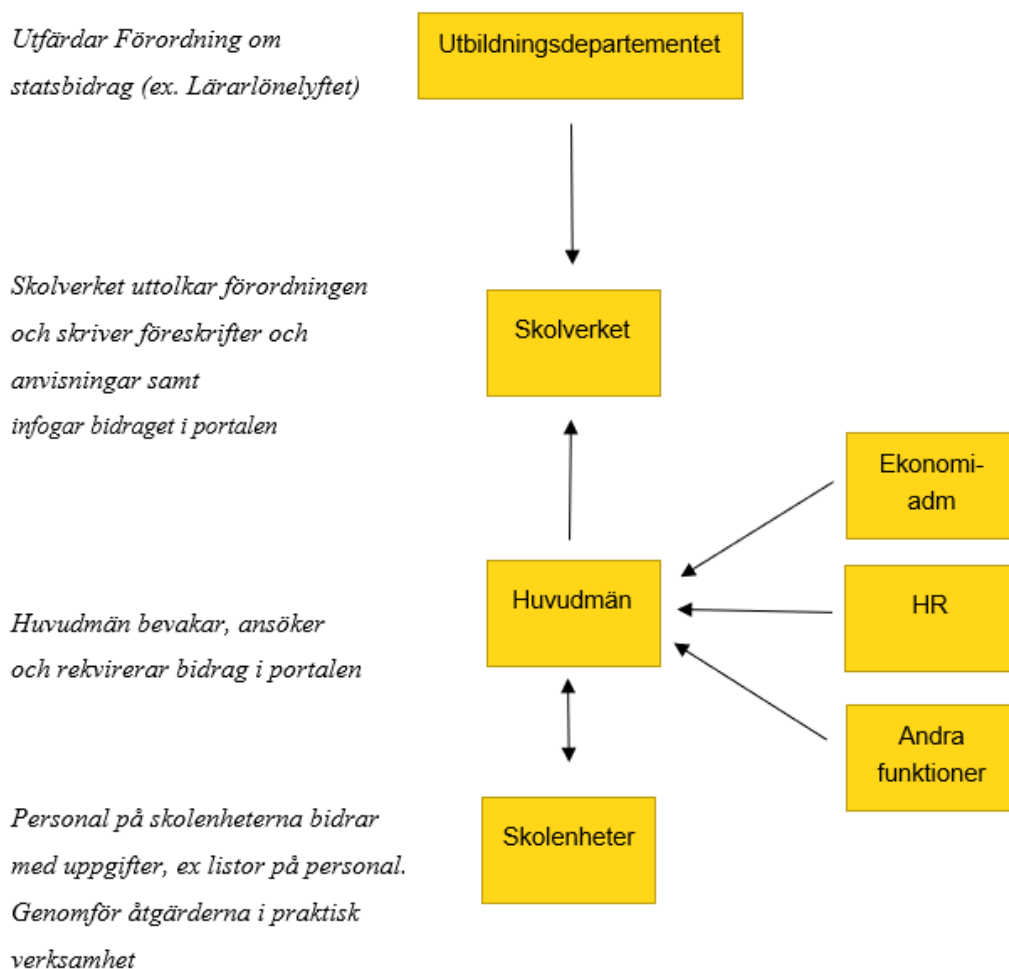 Utfärdar Förordning om
statsbidrag (ex. Lärarlönelyftet)
Utbildningsdepartementet
Skolverket uttolkar förordningen
och skriver föreskrifter och
anvisningar samt
infogar bidraget i portalen
Skolverket
Ekonomi-
adm
Huvudmän bevakar, ansöker
och rekvirerar bidrag i portalen
Huvudmän
HR
Andra
funktioner
Personal på skolenheterna bidrar
med uppgifter, ex listor på personal.
Genomför åtgärderna i praktisk
verksamhet
Skolenheter